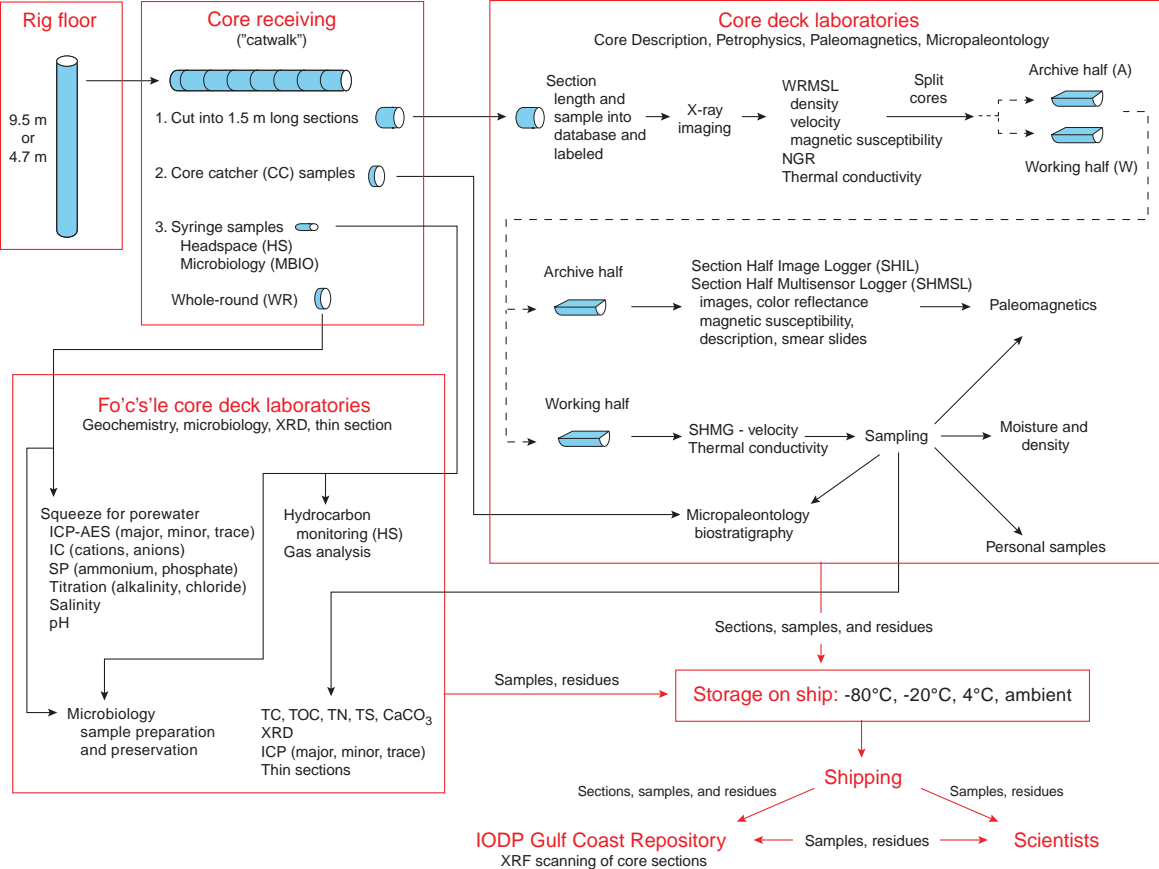 Rig floor
9.5 m
or
4.7 m
Core receiving
("catwalk")
1. Cut into 1.5 m long sections
2. Core catcher (CC) samples
3. Syringe samples
Headspace (HS)
Microbiology (MBIO)
Whole-round (WR)
Core deck laboratories
Core Description, Petrophysics, Paleomagnetics, Micropaleontology
Section
length and
sample into
database and
labeled
X-ray
imaging
WRMSL
density
velocity
magnetic susceptibility
NGR
Thermal conductivity
Split
cores
Archive half (A)
Working half (W)
Archive half
Section Half Image Logger (SHIL)
Section Half Multisensor Logger (SHMSL)
images, color reflectance
magnetic susceptibility,
description, smear slides
Paleomagnetics
Working half
SHMG - velocity
Thermal conductivity
Sampling
Moisture and
density
Micropaleontology
biostratigraphy
Personal samples
Fo'c's'le core deck laboratories
Geochemistry, microbiology, XRD, thin section
Squeeze for porewater
ICP-AES (major, minor, trace)
IC (cations, anions)
SP (ammonium, phosphate)
Titration (alkalinity, chloride)
Salinity
pH
Hydrocarbon
monitoring (HS)
Gas analysis
Microbiology
sample preparation
and preservation
TC, TOC, TN, TS, CaCO3
XRD
ICP (major, minor, trace)
Thin sections
Sections, samples, and residues
Samples, residues
Storage on ship: -80°C, -20°C, 4°C, ambient
Shipping
Sections, samples, and residues
Samples, residues
IODP Gulf Coast Repository
XRF scanning of core sections
Samples, residues
Scientists